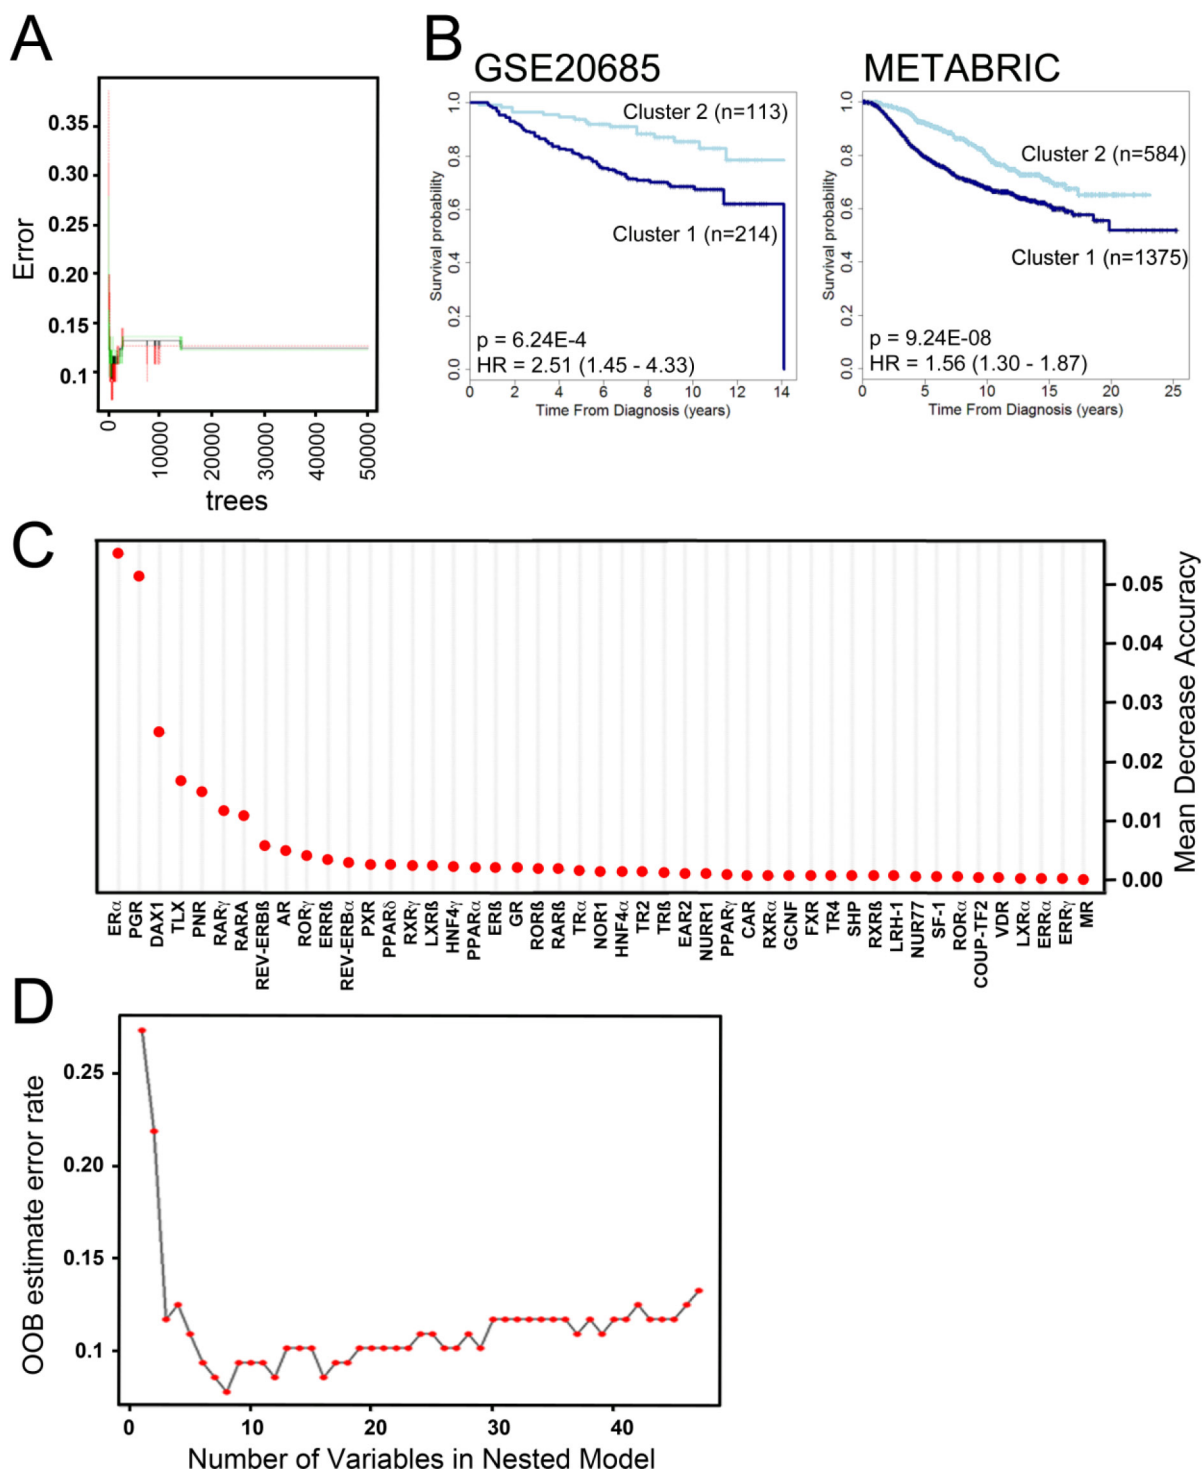 A
0.35
0.30
0.25
0.20
0.15
0.1
Error
0
10000
20000
30000
40000
50000
trees
B
GSE20685
1.0
0.8
0.6
0.4
0.2
0.0
Survival probability
Cluster 2 (n=113)
Cluster 1 (n=214)
p = 6.24E-4
HR = 2.51 (1.45 - 4.33)
0 2 4 6 8 10 12 14
Time From Diagnosis (years)
METABRIC
1.0
0.8
0.6
0.4
0.2
0.0
Survival probability
Cluster 2 (n=584)
Cluster 1 (n=1375)
p = 9.24E-08
HR = 1.56 (1.30 - 1.87)
0 5 10 15 20 25
Time From Diagnosis (years)
C
0.05
0.04
0.03
0.02
0.01
0.00
Mean Decrease Accuracy
ERα
PGR
DAX1
TLX
PNR
RARγ
RARA
REV-ERBß
AR
RORγ
ERRß
REV-ERBα
PXR
PPARδ
RXRγ
LXRß
HNF4γ
PPARα
ERß
GR
RORß
RARß
TRα
NOR1
HNF4α
TR2
TRß
EAR2
NURR1
PPARγ
CAR
RXRα
GCNF
FXR
TR4
SHP
RXRß
LRH-1
NUR77
SF-1
RORα
COUP-TF2
VDR
LXRα
ERRα
ERRγ
MR
D
0.25
0.20
0.15
0.1
OOB estimate error rate
0 10 20 30 40
Number of Variables in Nested Model